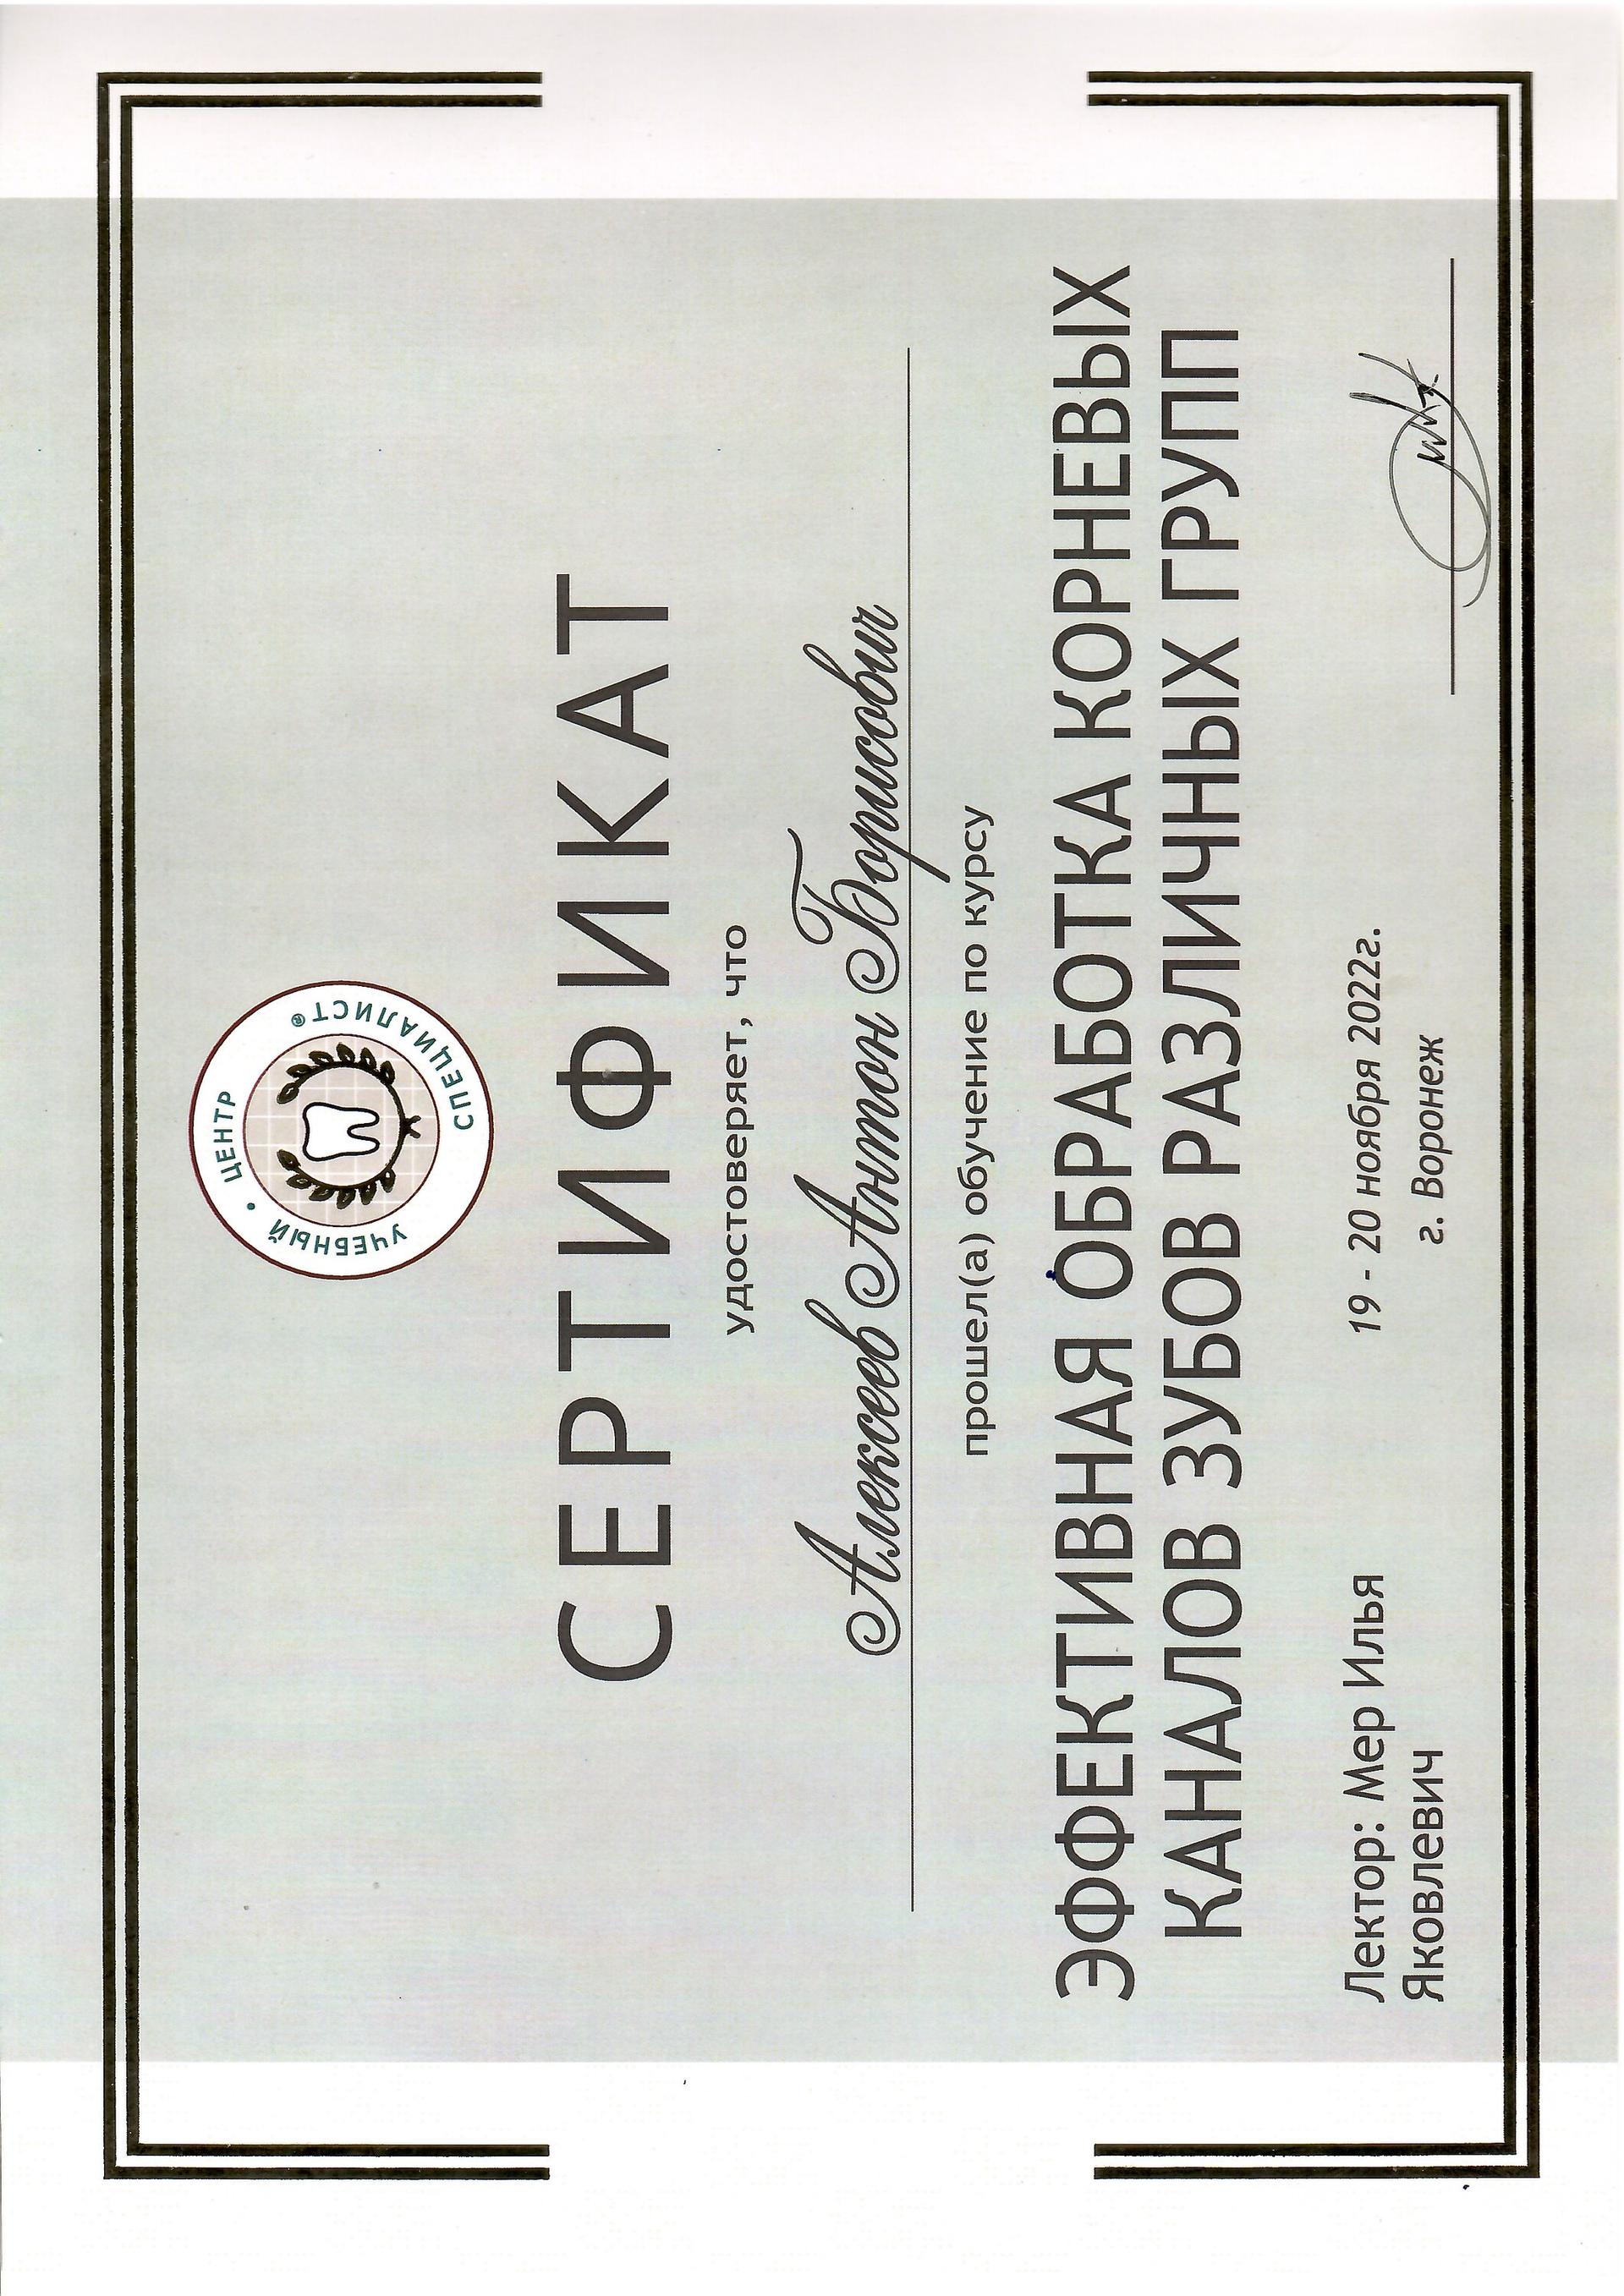 УЧЕБНЫЙ • ЦЕНТР
СПЕЦИАЛИСТ®
СЕРТИФИКАТ
удостоверяет, что
Алексеев Антон Борисович
прошел(а) обучение по курсу
ЭФФЕКТИВНАЯ ОБРАБОТКА КОРНЕВЫХ
КАНАЛОВ ЗУБОВ РАЗЛИЧНЫХ ГРУПП
Лектор: Мер Илья
Яковлевич
19 - 20 ноября 2022г.
г. Воронеж